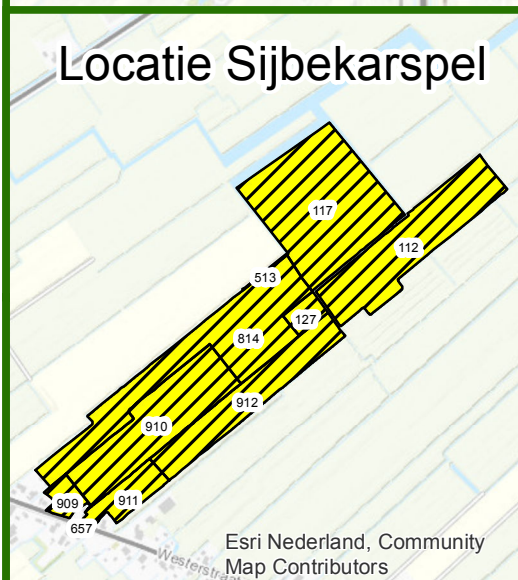 Locatie Sijbekarspel
117
112
513
127
814
912
910
909
911
657
Westerstraat
Esri Nederland, Community
Map Contributors